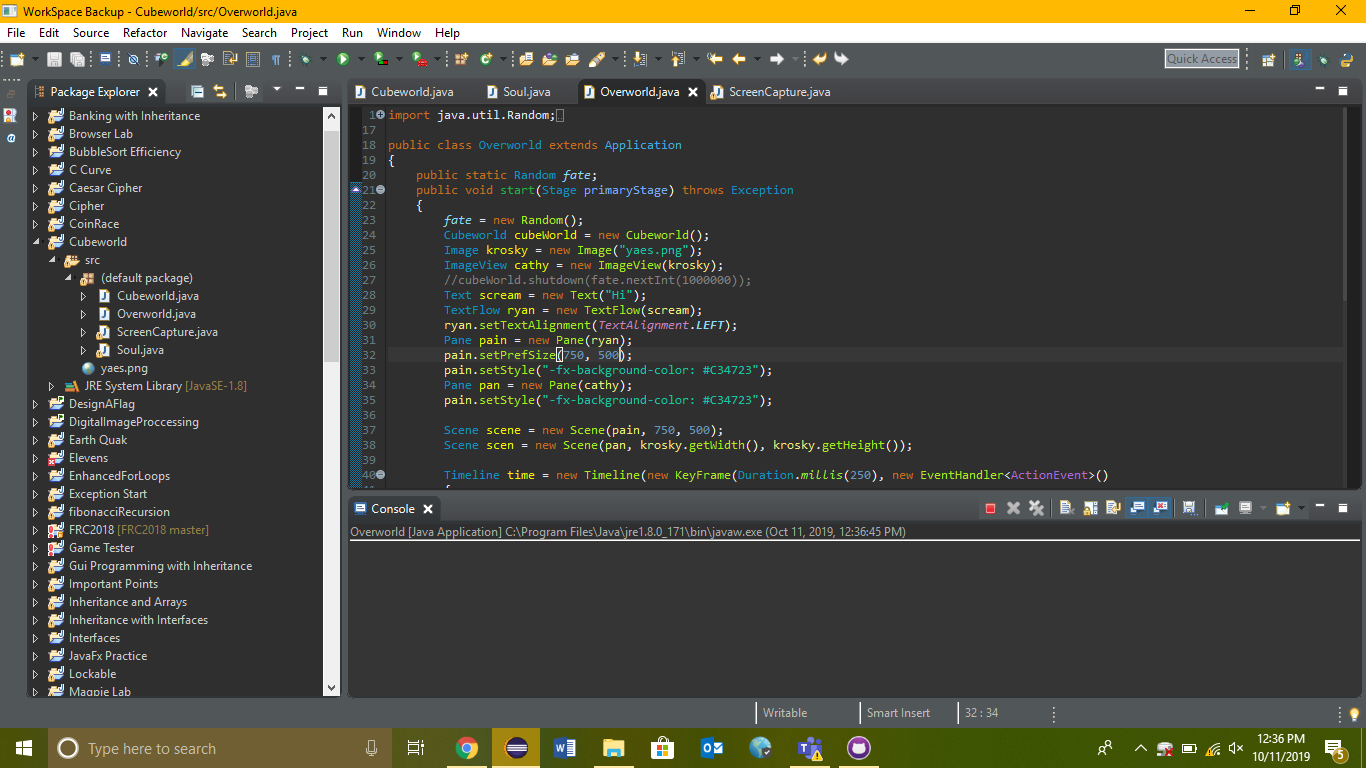 WorkSpace Backup - Cubeworld/src/Overworld.java
File Edit Source Refactor Navigate Search Project Run Window Help
Quick Access
Package Explorer
Banking with Inheritance
Browser Lab
BubbleSort Efficiency
C Curve
Caesar Cipher
Cipher
CoinRace
Cubeworld
src
(default package)
Cubeworld.java
Overworld.java
ScreenCapture.java
Soul.java
yaes.png
JRE System Library [JavaSE-1.8]
DesignAFlag
DigitalImageProccessing
Earth Quak
Elevens
EnhancedForLoops
Exception Start
fibonacciRecursion
FRC2018 [FRC2018 master]
Game Tester
Gui Programming with Inheritance
Important Points
Inheritance and Arrays
Inheritance with Interfaces
Interfaces
JavaFx Practice
Lockable
Magpie Lab
Cubeworld.java Soul.java Overworld.java ScreenCapture.java
1 import java.util.Random;
17
18 public class Overworld extends Application
19 {
20 public static Random fate;
21 public void start(Stage primaryStage) throws Exception
22 {
23 fate = new Random();
24 Cubeworld cubeWorld = new Cubeworld();
25 Image krosky = new Image("yaes.png");
26 ImageView cathy = new ImageView(krosky);
27 //cubeWorld.shutdown(fate.nextInt(1000000));
28 Text scream = new Text("Hi");
29 TextFlow ryan = new TextFlow(scream);
30 ryan.setTextAlignment(TextAlignment.LEFT);
31 Pane pain = new Pane(ryan);
32 pain.setPrefSize(750, 500);
33 pain.setStyle("-fx-background-color: #C34723");
34 Pane pan = new Pane(cathy);
35 pain.setStyle("-fx-background-color: #C34723");
36
37 Scene scene = new Scene(pain, 750, 500);
38 Scene scen = new Scene(pan, krosky.getWidth(), krosky.getHeight());
39
40 Timeline time = new Timeline(new KeyFrame(Duration.millis(250), new EventHandler<ActionEvent>()
Console
Overworld [Java Application] C:\Program Files\Java\jre1.8.0_171\bin\javaw.exe (Oct 11, 2019, 12:36:45 PM)
Writable Smart Insert 32 : 34
Type here to search
12:36 PM
10/11/2019
5